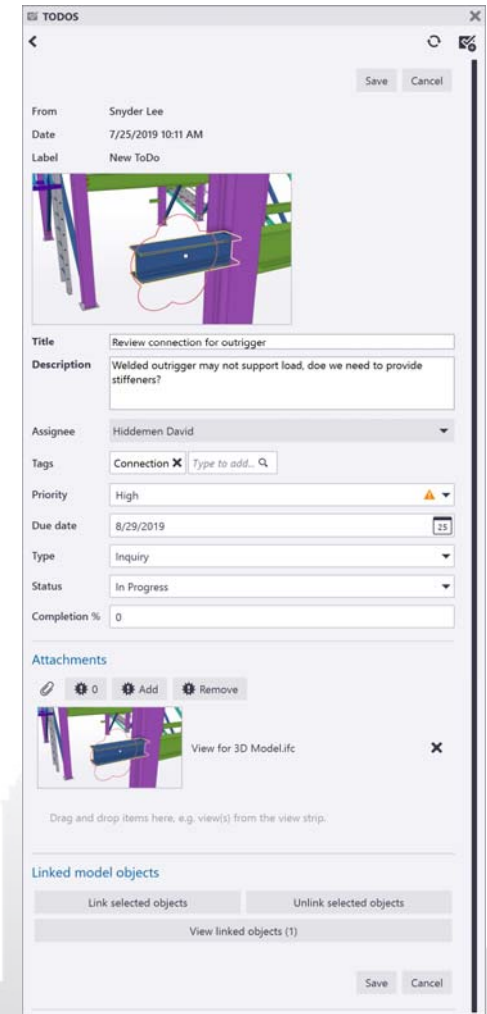 TODOS
Save Cancel
From Snyder Lee
Date 7/25/2019 10:11 AM
Label New ToDo
Title Review connection for outrigger
Description Welded outrigger may not support load, doe we need to provide
stiffeners?
Assignee Hiddemen David
Tags Connection Type to add...
Priority High
Due date 8/29/2019 25
Type Inquiry
Status In Progress
Completion % 0
Attachments
0 Add Remove
View for 3D Model.ifc
Drag and drop items here, e.g. view(s) from the view strip.
Linked model objects
Link selected objects Unlink selected objects
View linked objects (1)
Save Cancel